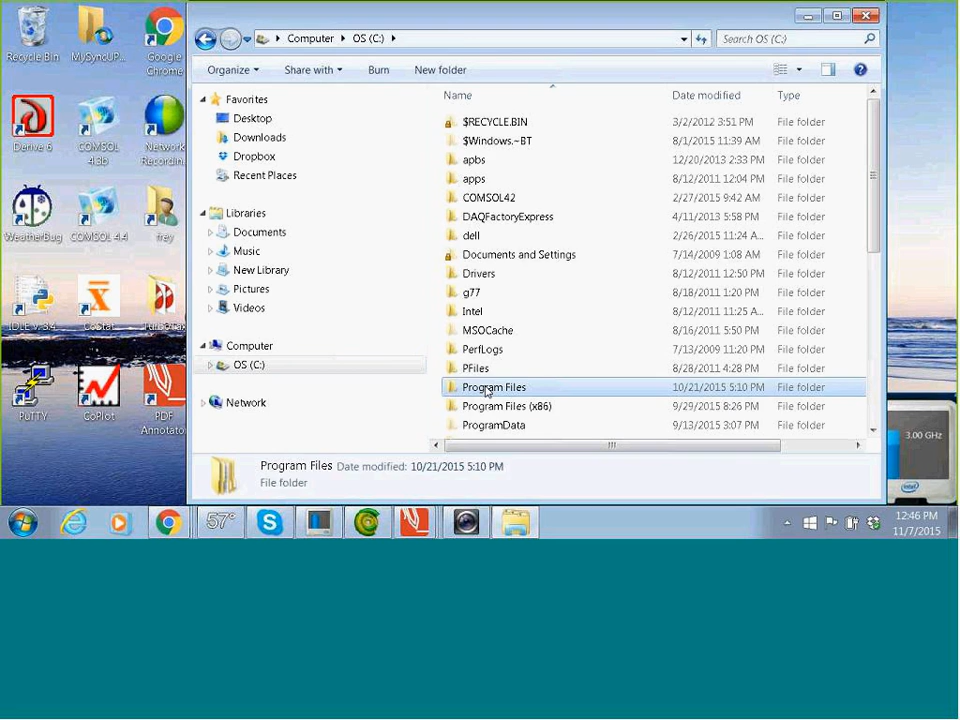 Recycle Bin
MySyncUP...
Google Chrome
Derive 6
COMSOL 4.3b
Network Recordin...
WeatherBug
COMSOL 4.4
frey
IDLE v. 3.4
CoStat
PuTTY
CoPlot
PDF Annotato
Computer OS (C:)
Search OS (C:)
Organize Share with Burn New folder
Favorites
Desktop
Downloads
Dropbox
Recent Places
Libraries
Documents
Music
New Library
Pictures
Videos
Computer
OS (C:)
Network
Name Date modified Type
$RECYCLE.BIN 3/2/2012 3:51 PM File folder
$Windows.~BT 8/1/2015 11:39 AM File folder
apbs 12/20/2013 2:33 PM File folder
apps 8/12/2011 12:04 PM File folder
COMSOL42 2/27/2015 9:42 AM File folder
DAQFactoryExpress 4/11/2013 5:58 PM File folder
dell 2/26/2015 11:24 A... File folder
Documents and Settings 7/14/2009 1:08 AM File folder
Drivers 8/12/2011 12:50 PM File folder
g77 8/18/2011 1:20 PM File folder
Intel 8/12/2011 11:25 A... File folder
MSOCache 8/16/2011 5:50 PM File folder
PerfLogs 7/13/2009 11:20 PM File folder
PFiles 8/28/2011 4:28 PM File folder
Program Files 10/21/2015 5:10 PM File folder
Program Files (x86) 9/29/2015 8:26 PM File folder
ProgramData 9/13/2015 3:07 PM File folder
Program Files Date modified: 10/21/2015 5:10 PM
File folder
3.00 GHz
intel
57°
12:46 PM
11/7/2015